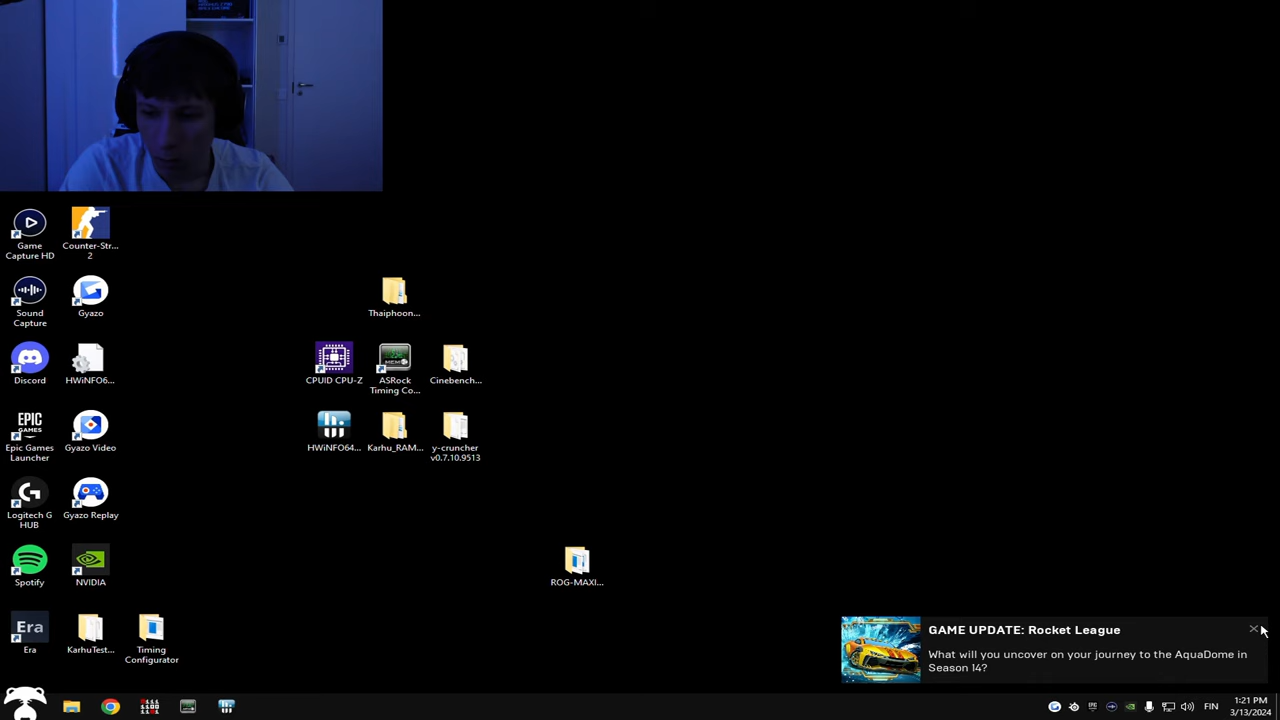 Game
Capture HD
Counter-Str...
2
Sound
Capture
Gyazo
Thaiphoon...
Discord
HWiNFO6...
CPUID CPU-Z
ASRock
Timing Co...
Cinebench...
EPIC
GAMES
Epic Games
Launcher
Gyazo Video
HWiNFO64...
Karhu_RAM...
y-cruncher
v0.7.10.9513
Logitech G
HUB
Gyazo Replay
Spotify
NVIDIA
ROG-MAXI...
Era
Era
KarhuTest...
Timing
Configurator
GAME UPDATE: Rocket League
What will you uncover on your journey to the AquaDome in
Season 14?
FIN
1:21 PM
3/13/2024